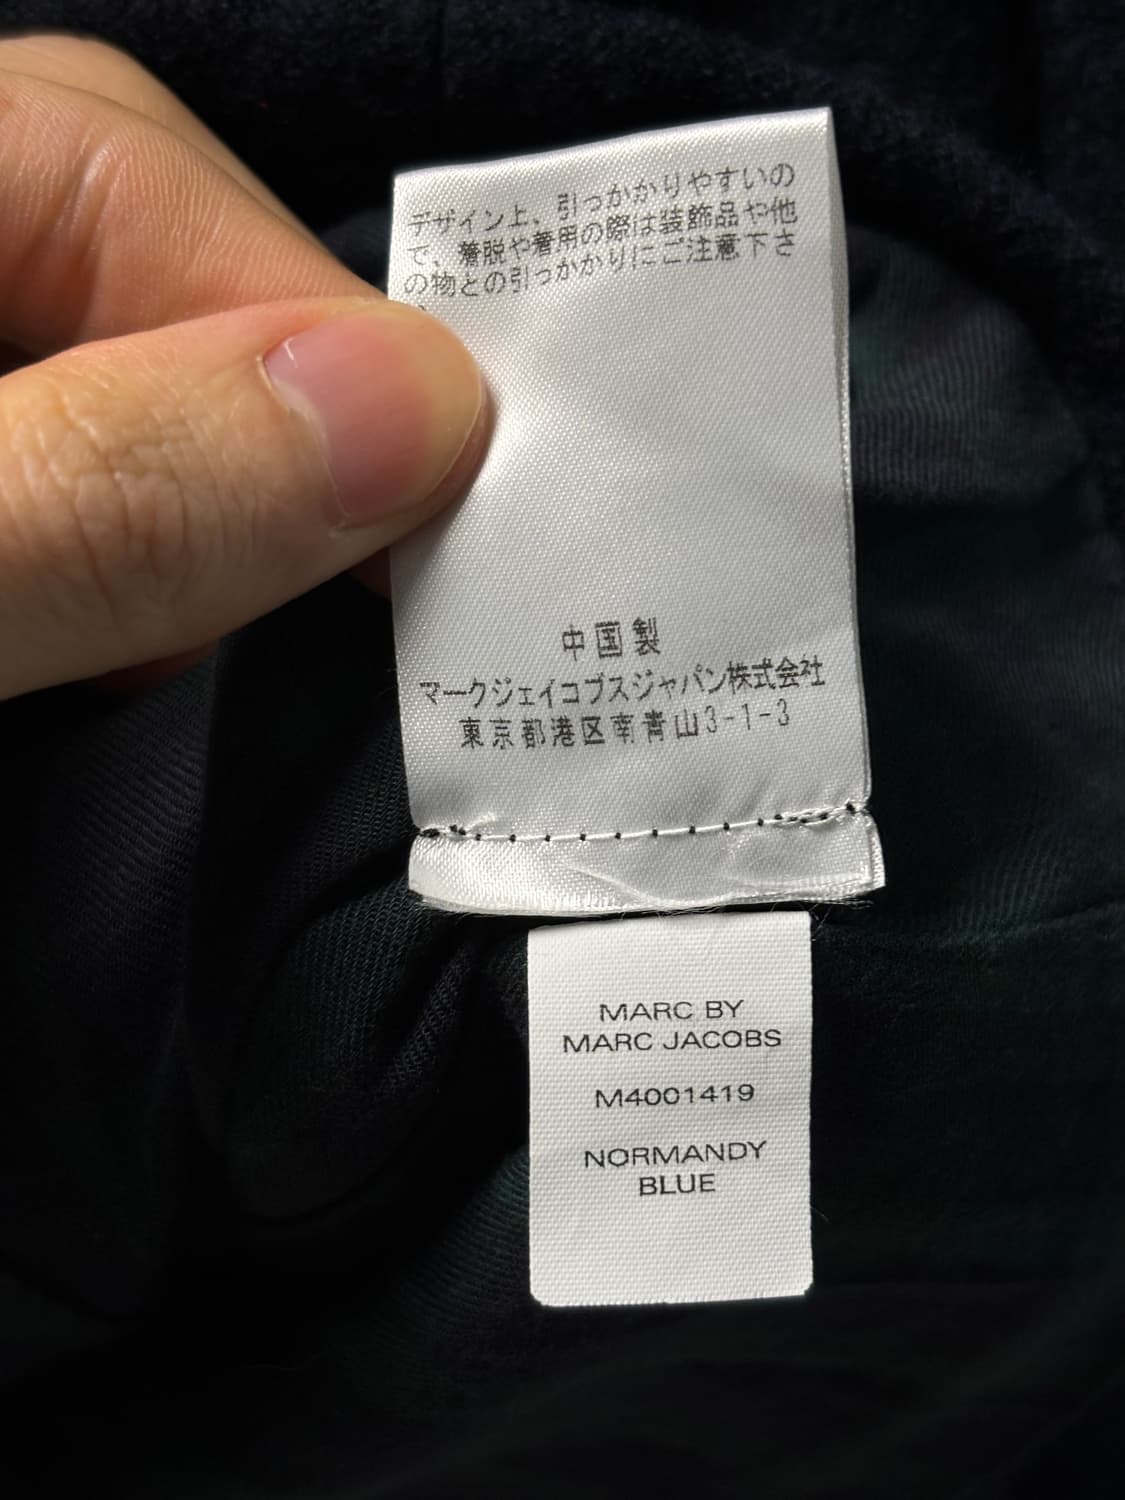 デザイン上、引っかかりやすいの
で、着脱や着用の際は装飾品や他
の物との引っかかりにご注意下さ
中国製
マークジェイコブスジャパン株式会社
東京都港区南青山3-1-3
MARC BY
MARC JACOBS
M4001419
NORMANDY
BLUE